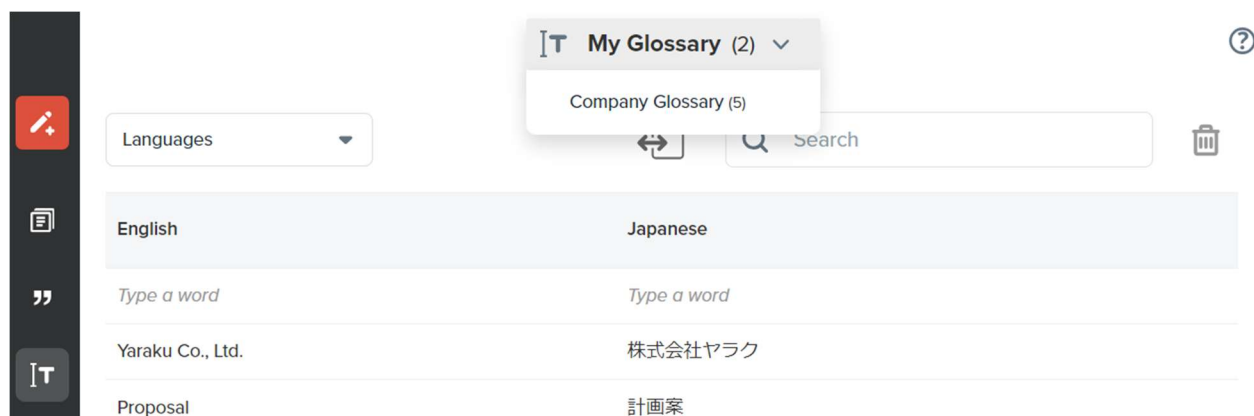 My Glossary (2)
Company Glossary (5)
Languages
Search
English Japanese
Type a word Type a word
Yaraku Co., Ltd. 株式会社ヤラク
Proposal 計画案